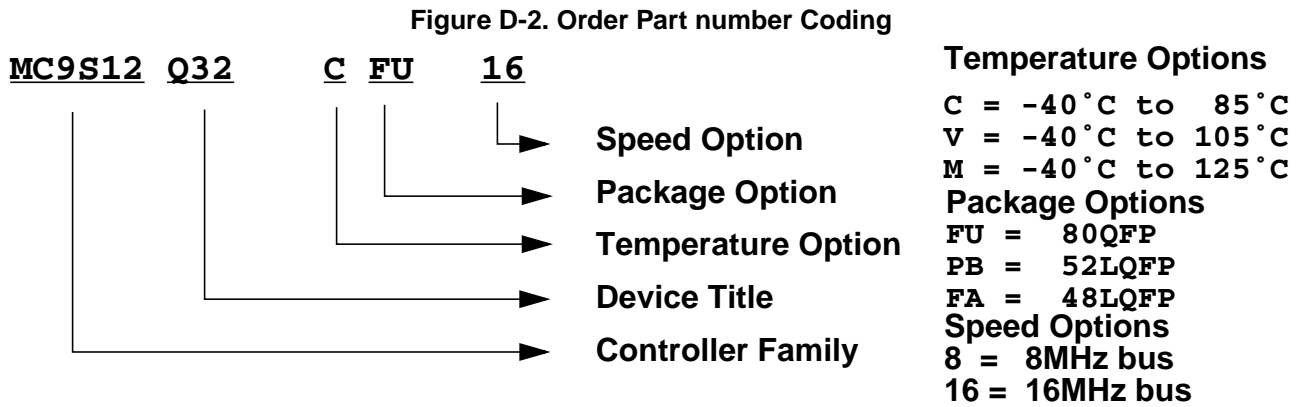 Figure D-2. Order Part number Coding
MC9S12 Q32 C FU 16
Speed Option
Package Option
Temperature Option
Device Title
Controller Family
Temperature Options
C = -40˚C to 85˚C
V = -40˚C to 105˚C
M = -40˚C to 125˚C
Package Options
FU = 80QFP
PB = 52LQFP
FA = 48LQFP
Speed Options
8 = 8MHz bus
16 = 16MHz bus